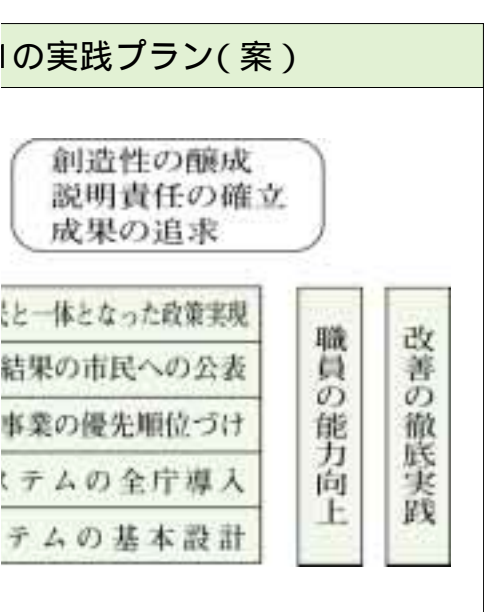 の実践プラン(案)
創造性の醸成
説明責任の確立
成果の追求
と一体となった政策実現
結果の市民への公表
事業の優先順位づけ
ステムの全庁導入
テムの基本設計
職員の能力向上
改善の徹底実践